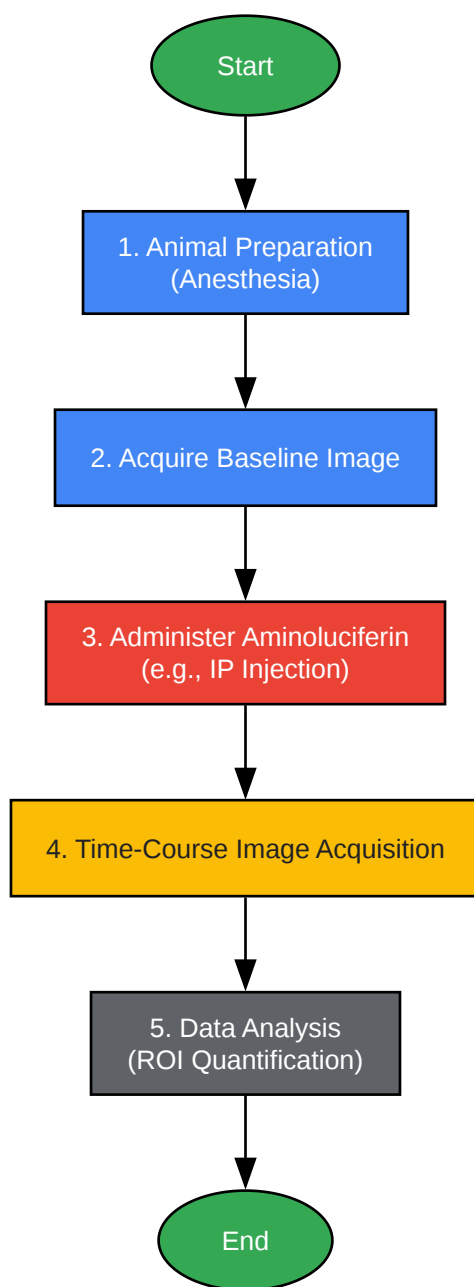 Start
1. Animal Preparation
(Anesthesia)
2. Acquire Baseline Image
3. Administer Aminoluciferin
(e.g., IP Injection)
4. Time-Course Image Acquisition
5. Data Analysis
(ROI Quantification)
End